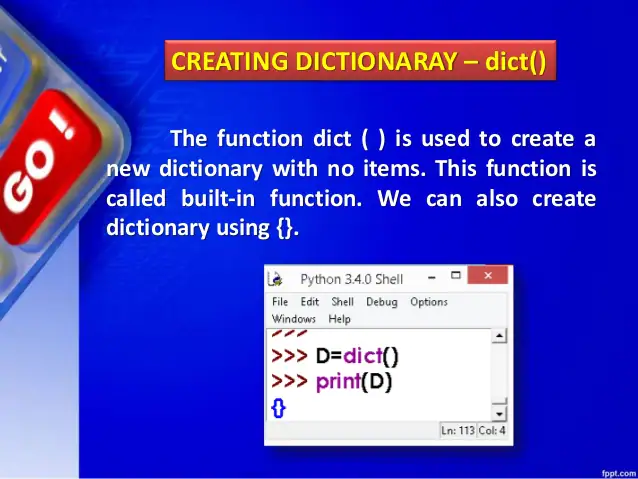 CREATING DICTIONARAY – dict()
GO!
The function dict ( ) is used to create a
new dictionary with no items. This function is
called built-in function. We can also create
dictionary using {}.
Python 3.4.0 Shell
File Edit Shell Debug Options
Windows Help
>>>
>>> D=dict()
>>> print(D)
{}
Ln: 113 Col: 4
fppt.com